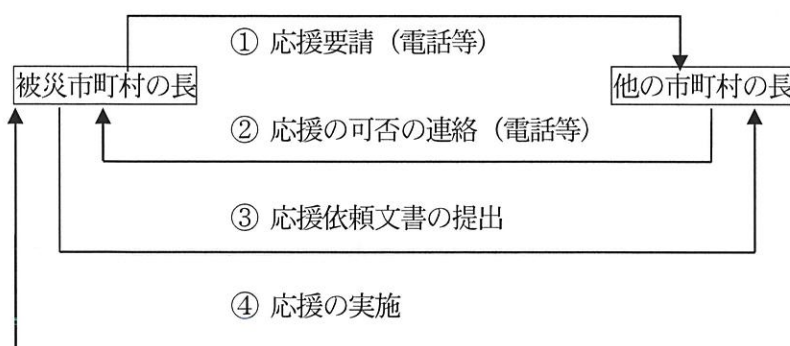 ① 応援要請（電話等）
被災市町村の長
他の市町村の長
② 応援の可否の連絡（電話等）
③ 応援依頼文書の提出
④ 応援の実施